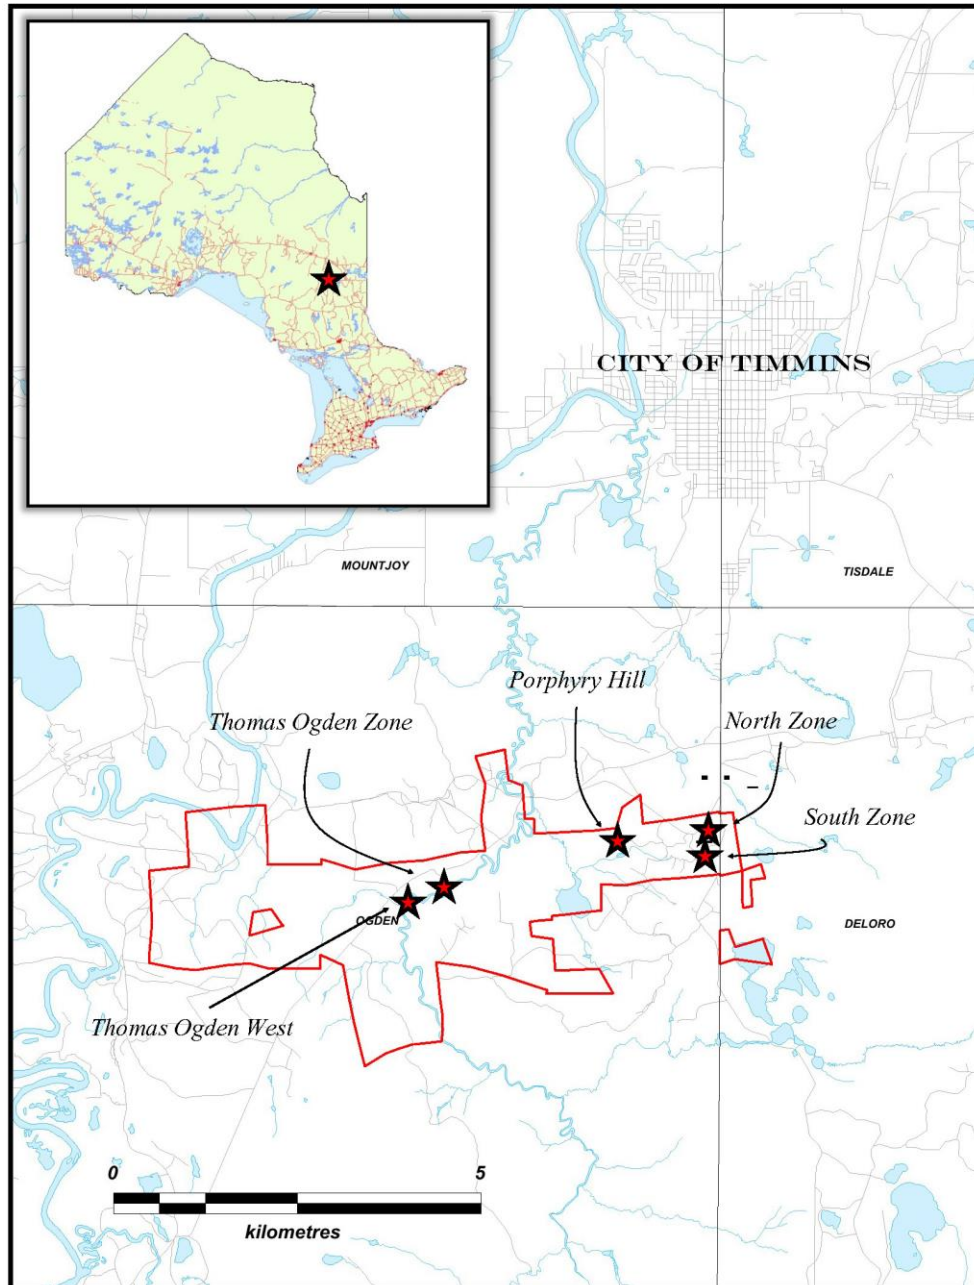 CITY OF TIMMINS
MOUNTJOY
TISDALE
Porphyry Hill
Thomas Ogden Zone
North Zone
South Zone
OGDEN
DELORO
Thomas Ogden West
0 5
kilometres